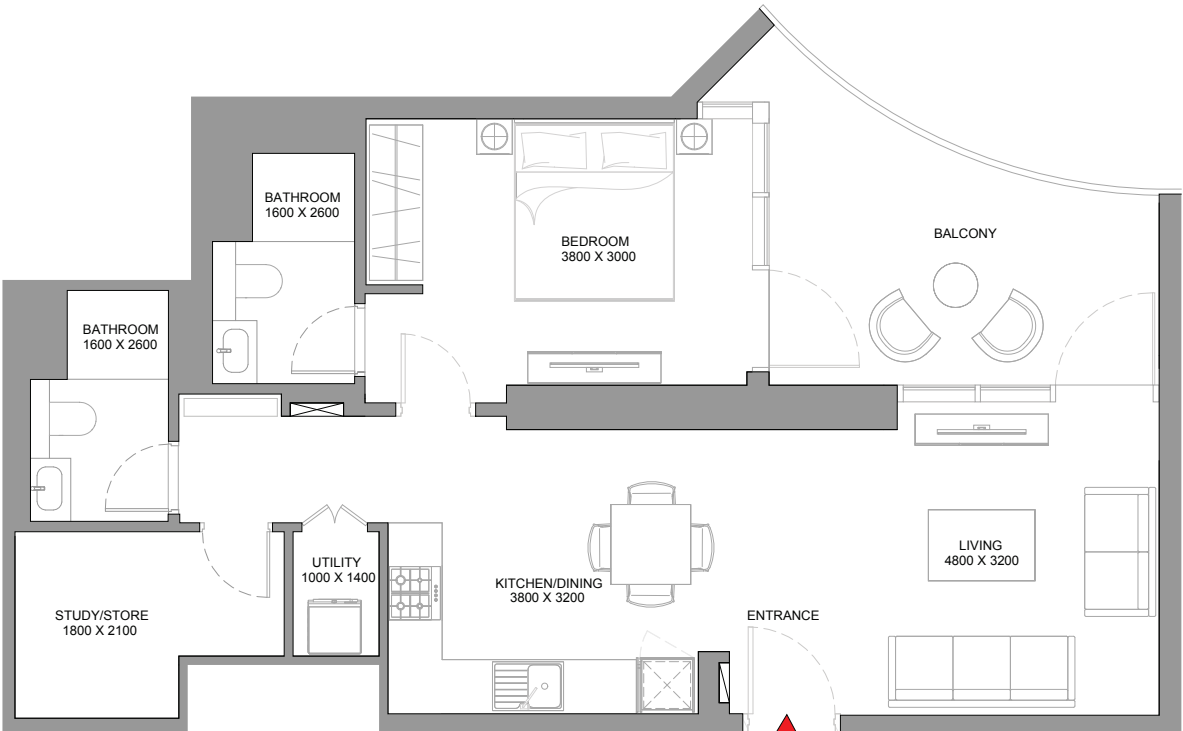 BATHROOM
1600 X 2600
BEDROOM
3800 X 3000
BALCONY
BATHROOM
1600 X 2600
UTILITY
1000 X 1400
KITCHEN/DINING
3800 X 3200
LIVING
4800 X 3200
STUDY/STORE
1800 X 2100
ENTRANCE